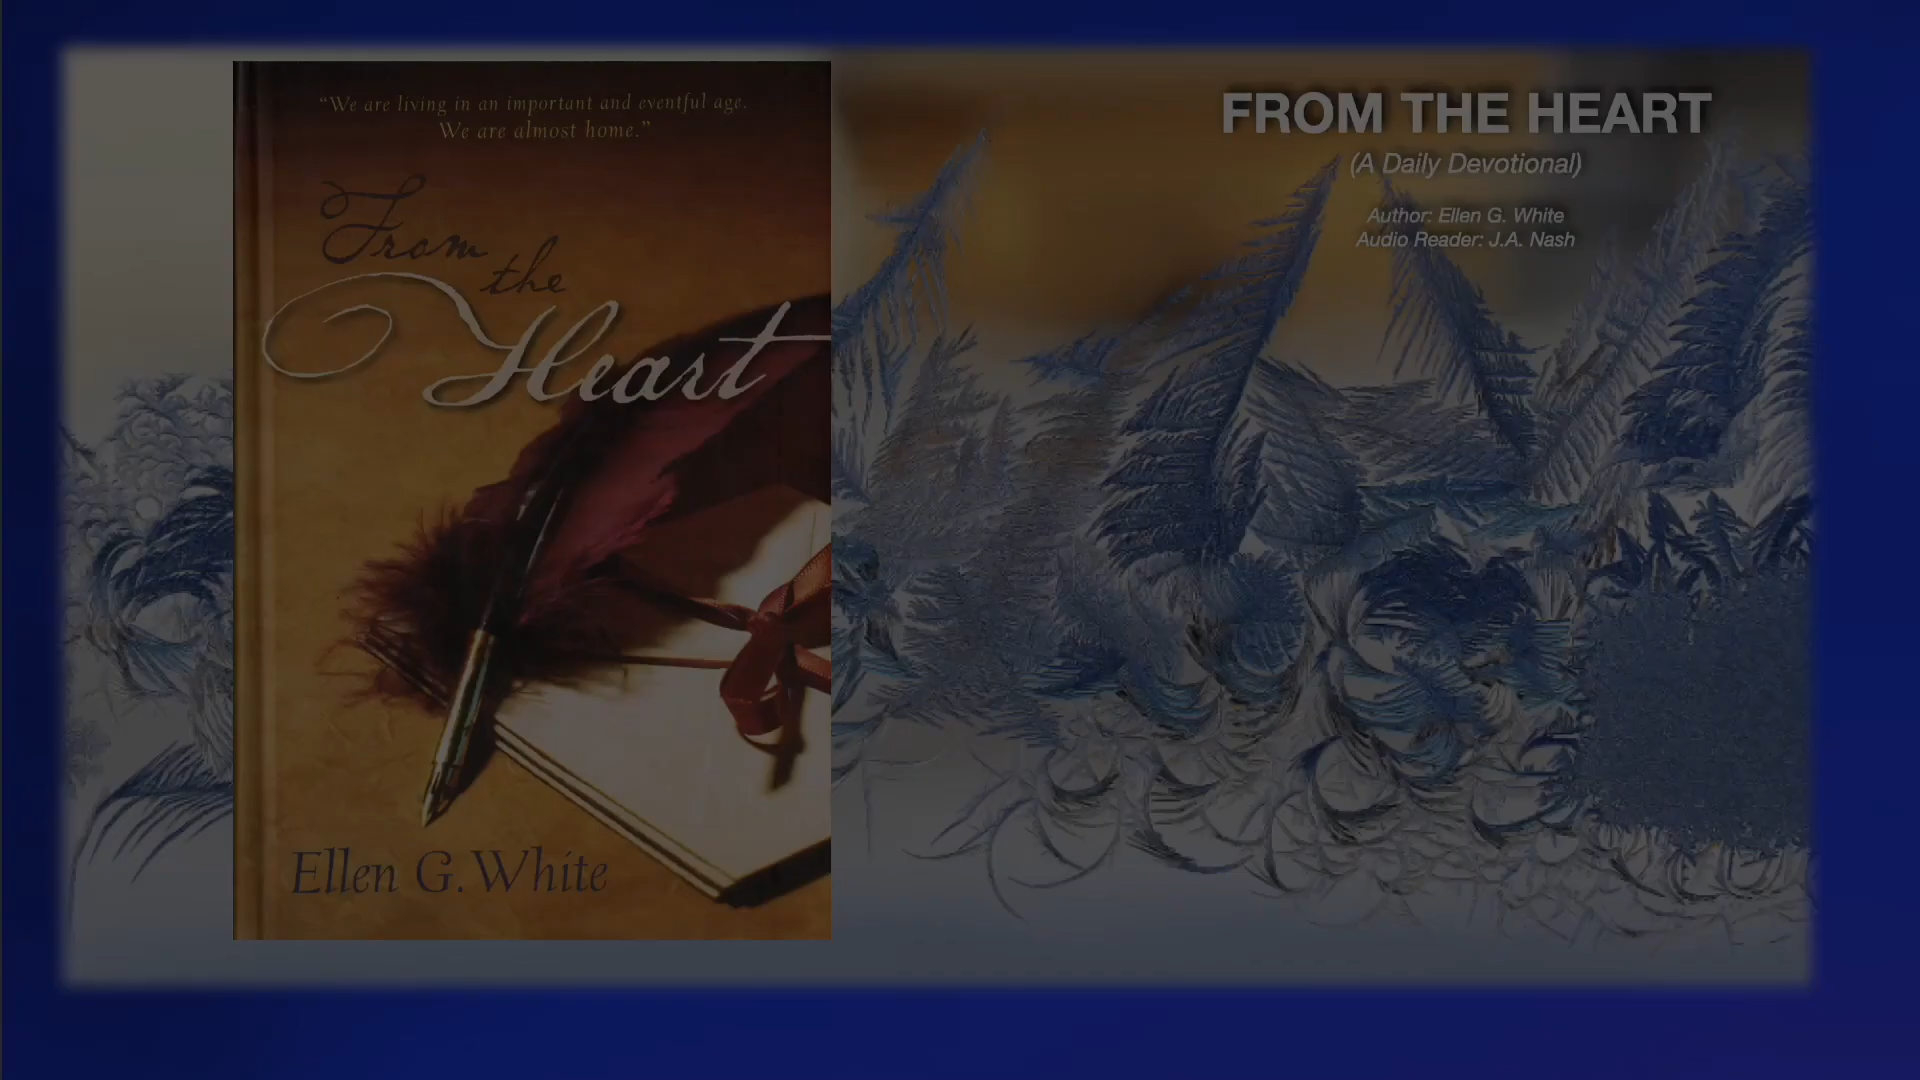 “We are living in an important and eventful age.
We are almost home.”
From
the
Heart
Ellen G. White
FROM THE HEART
(A Daily Devotional)
Author: Ellen G. White
Audio Reader: J.A. Nash